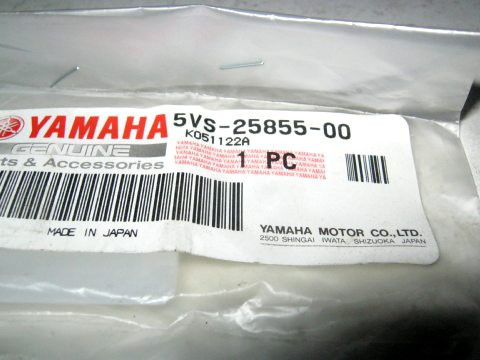 YAMAHA 5VS-25855-00
K051122A
GENUINE
ts & Accessories
1 PC
MADE IN JAPAN
YAMAHA MOTOR CO.,LTD.
2500 SHINGAI IWATA, SHIZUOKA JAPAN